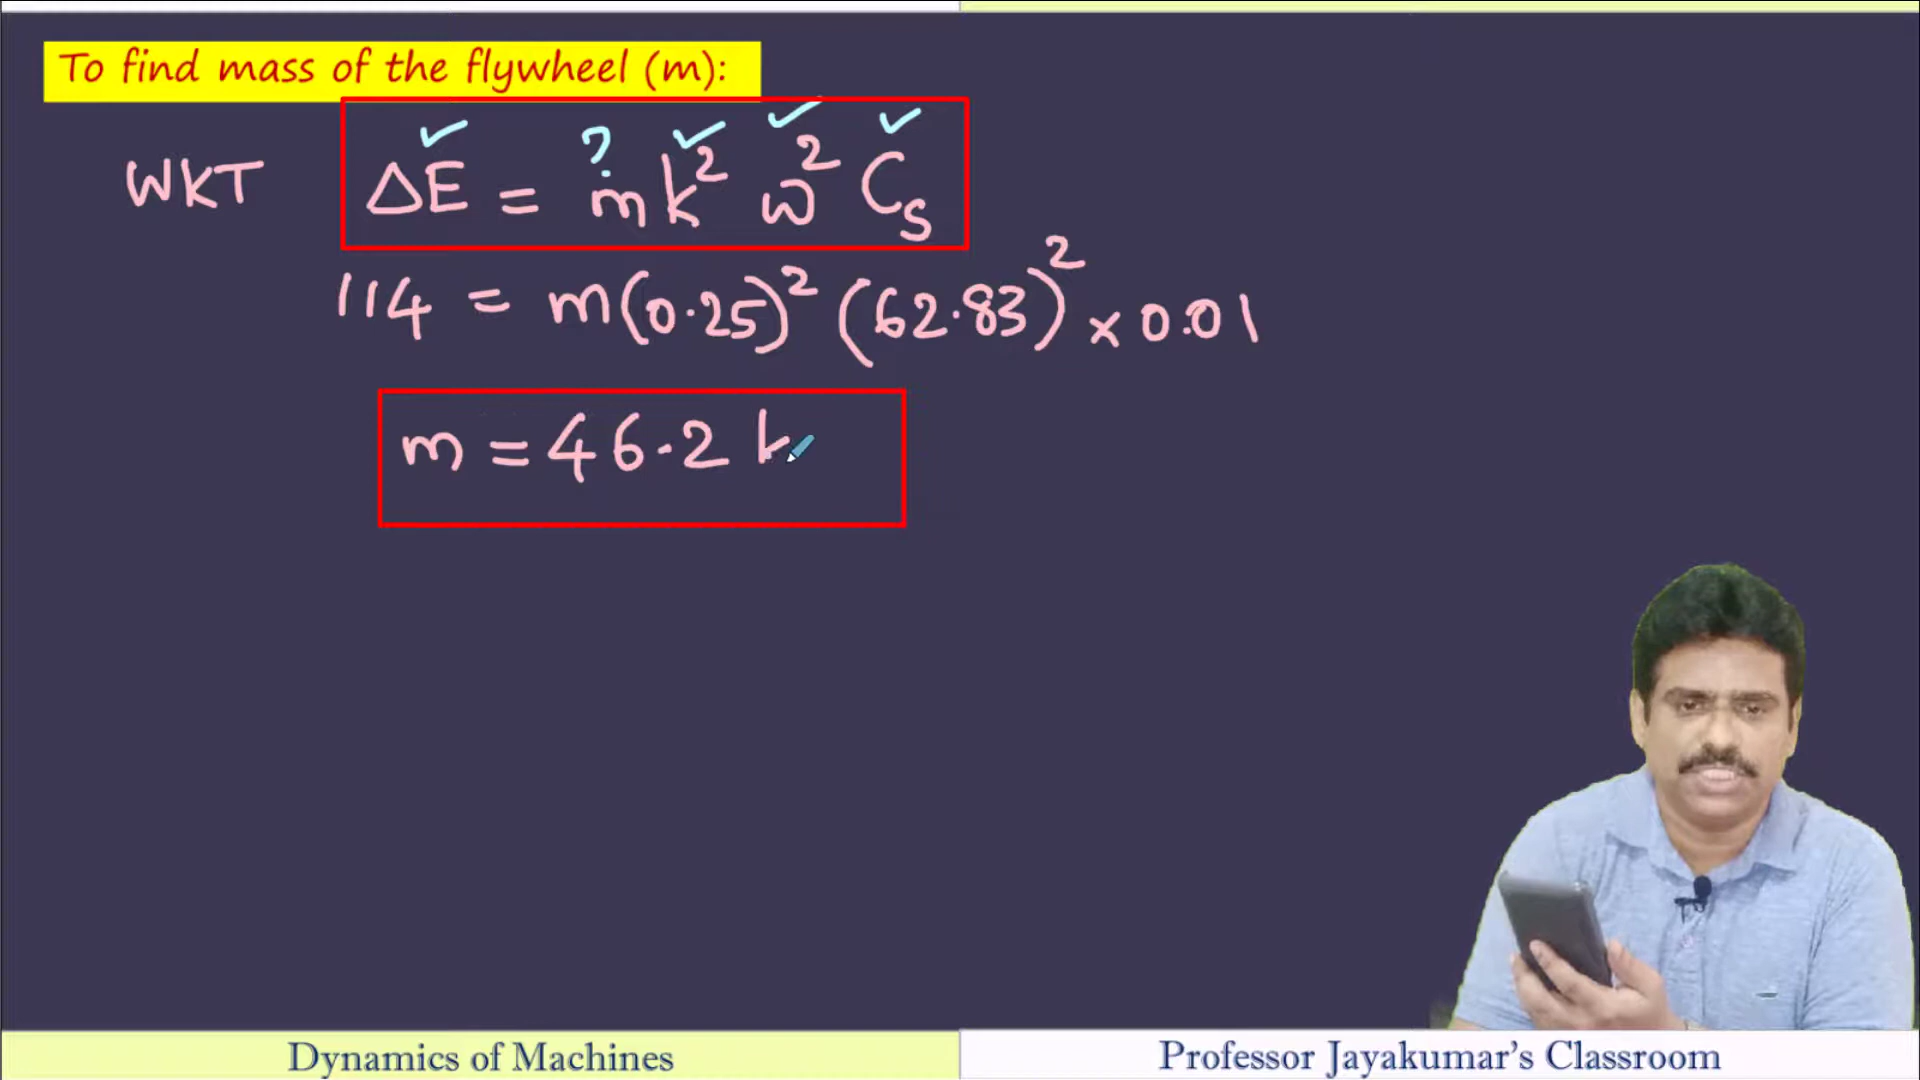 To find mass of the flywheel (m):
WKT ΔE = m k² ω² Cₛ
?
114 = m(0.25)² (62.83)² × 0.01
m = 46.2 k
Dynamics of Machines
Professor Jayakumar’s Classroom